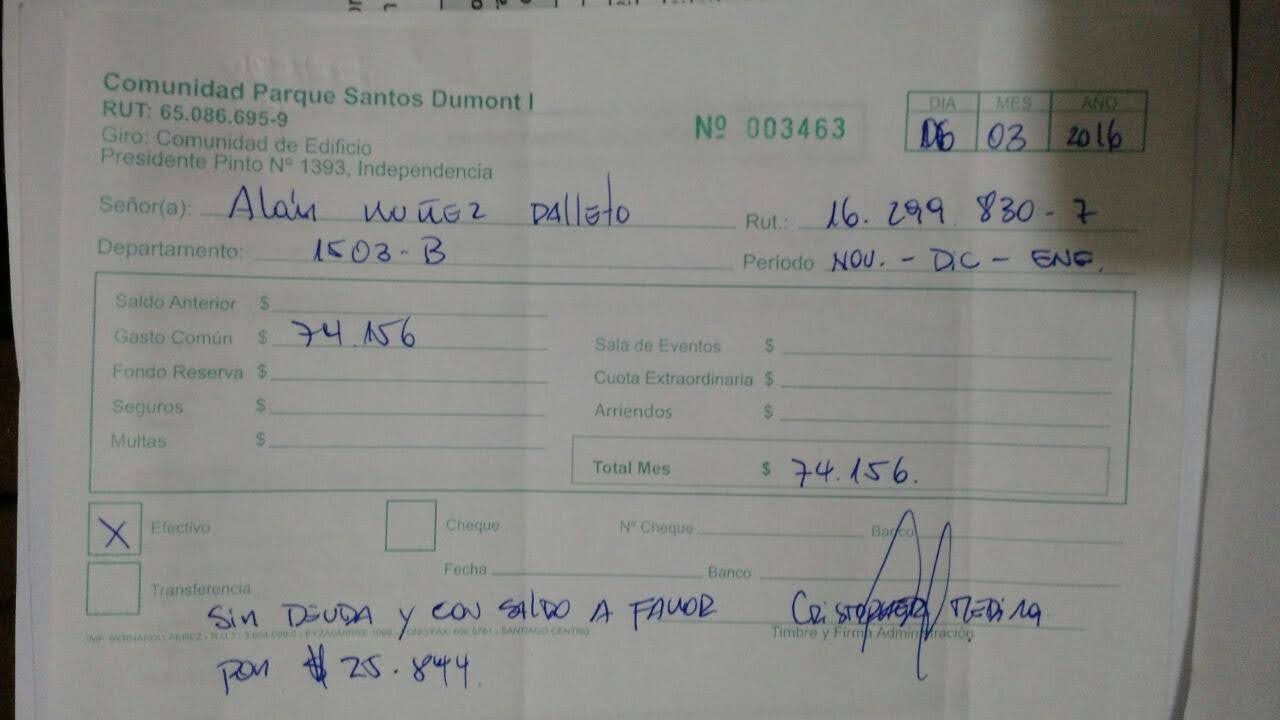 Comunidad Parque Santos Dumont I
RUT: 65.086.695-9
Giro: Comunidad de Edificio
Presidente Pinto Nº 1393, Independencia
Nº 003463
DIA MES AÑO
06 03 2016
Señor(a): Alan Nuñez Dalleto Rut.: 16.299.830-7
Departamento: 1503-B Periodo NOV. - DIC - ENE.
Saldo Anterior $
Gasto Común $ 74.156
Fondo Reserva $
Seguros $
Multas $
Sala de Eventos $
Cuota Extraordinaria $
Arriendos $
Total Mes $ 74.156.
X Efectivo Cheque Nº Cheque Banco
Transferencia Fecha Banco
Sin DEUDA y con SALDO A FAVOR
por $ 25.844.
Cristopher Medina
Timbre y Firma Administración
IMP. BERNARDO PEREZ - SANTIAGO CENTRO